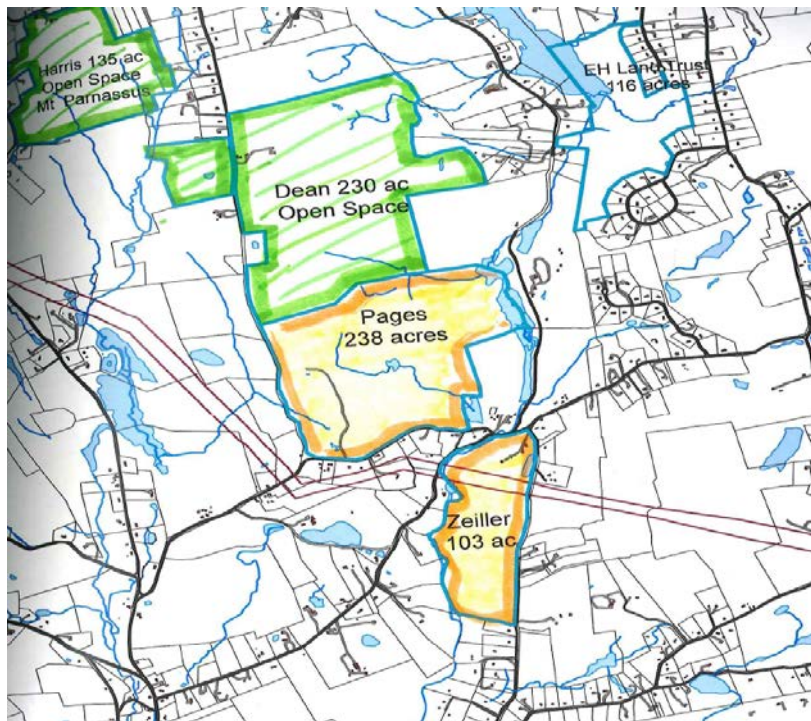 Harris 135 ac
Open Space
Mt Parnassus
EH Land Trust
116 acres
Dean 230 ac
Open Space
Pages
238 acres
Zeiller
103 ac